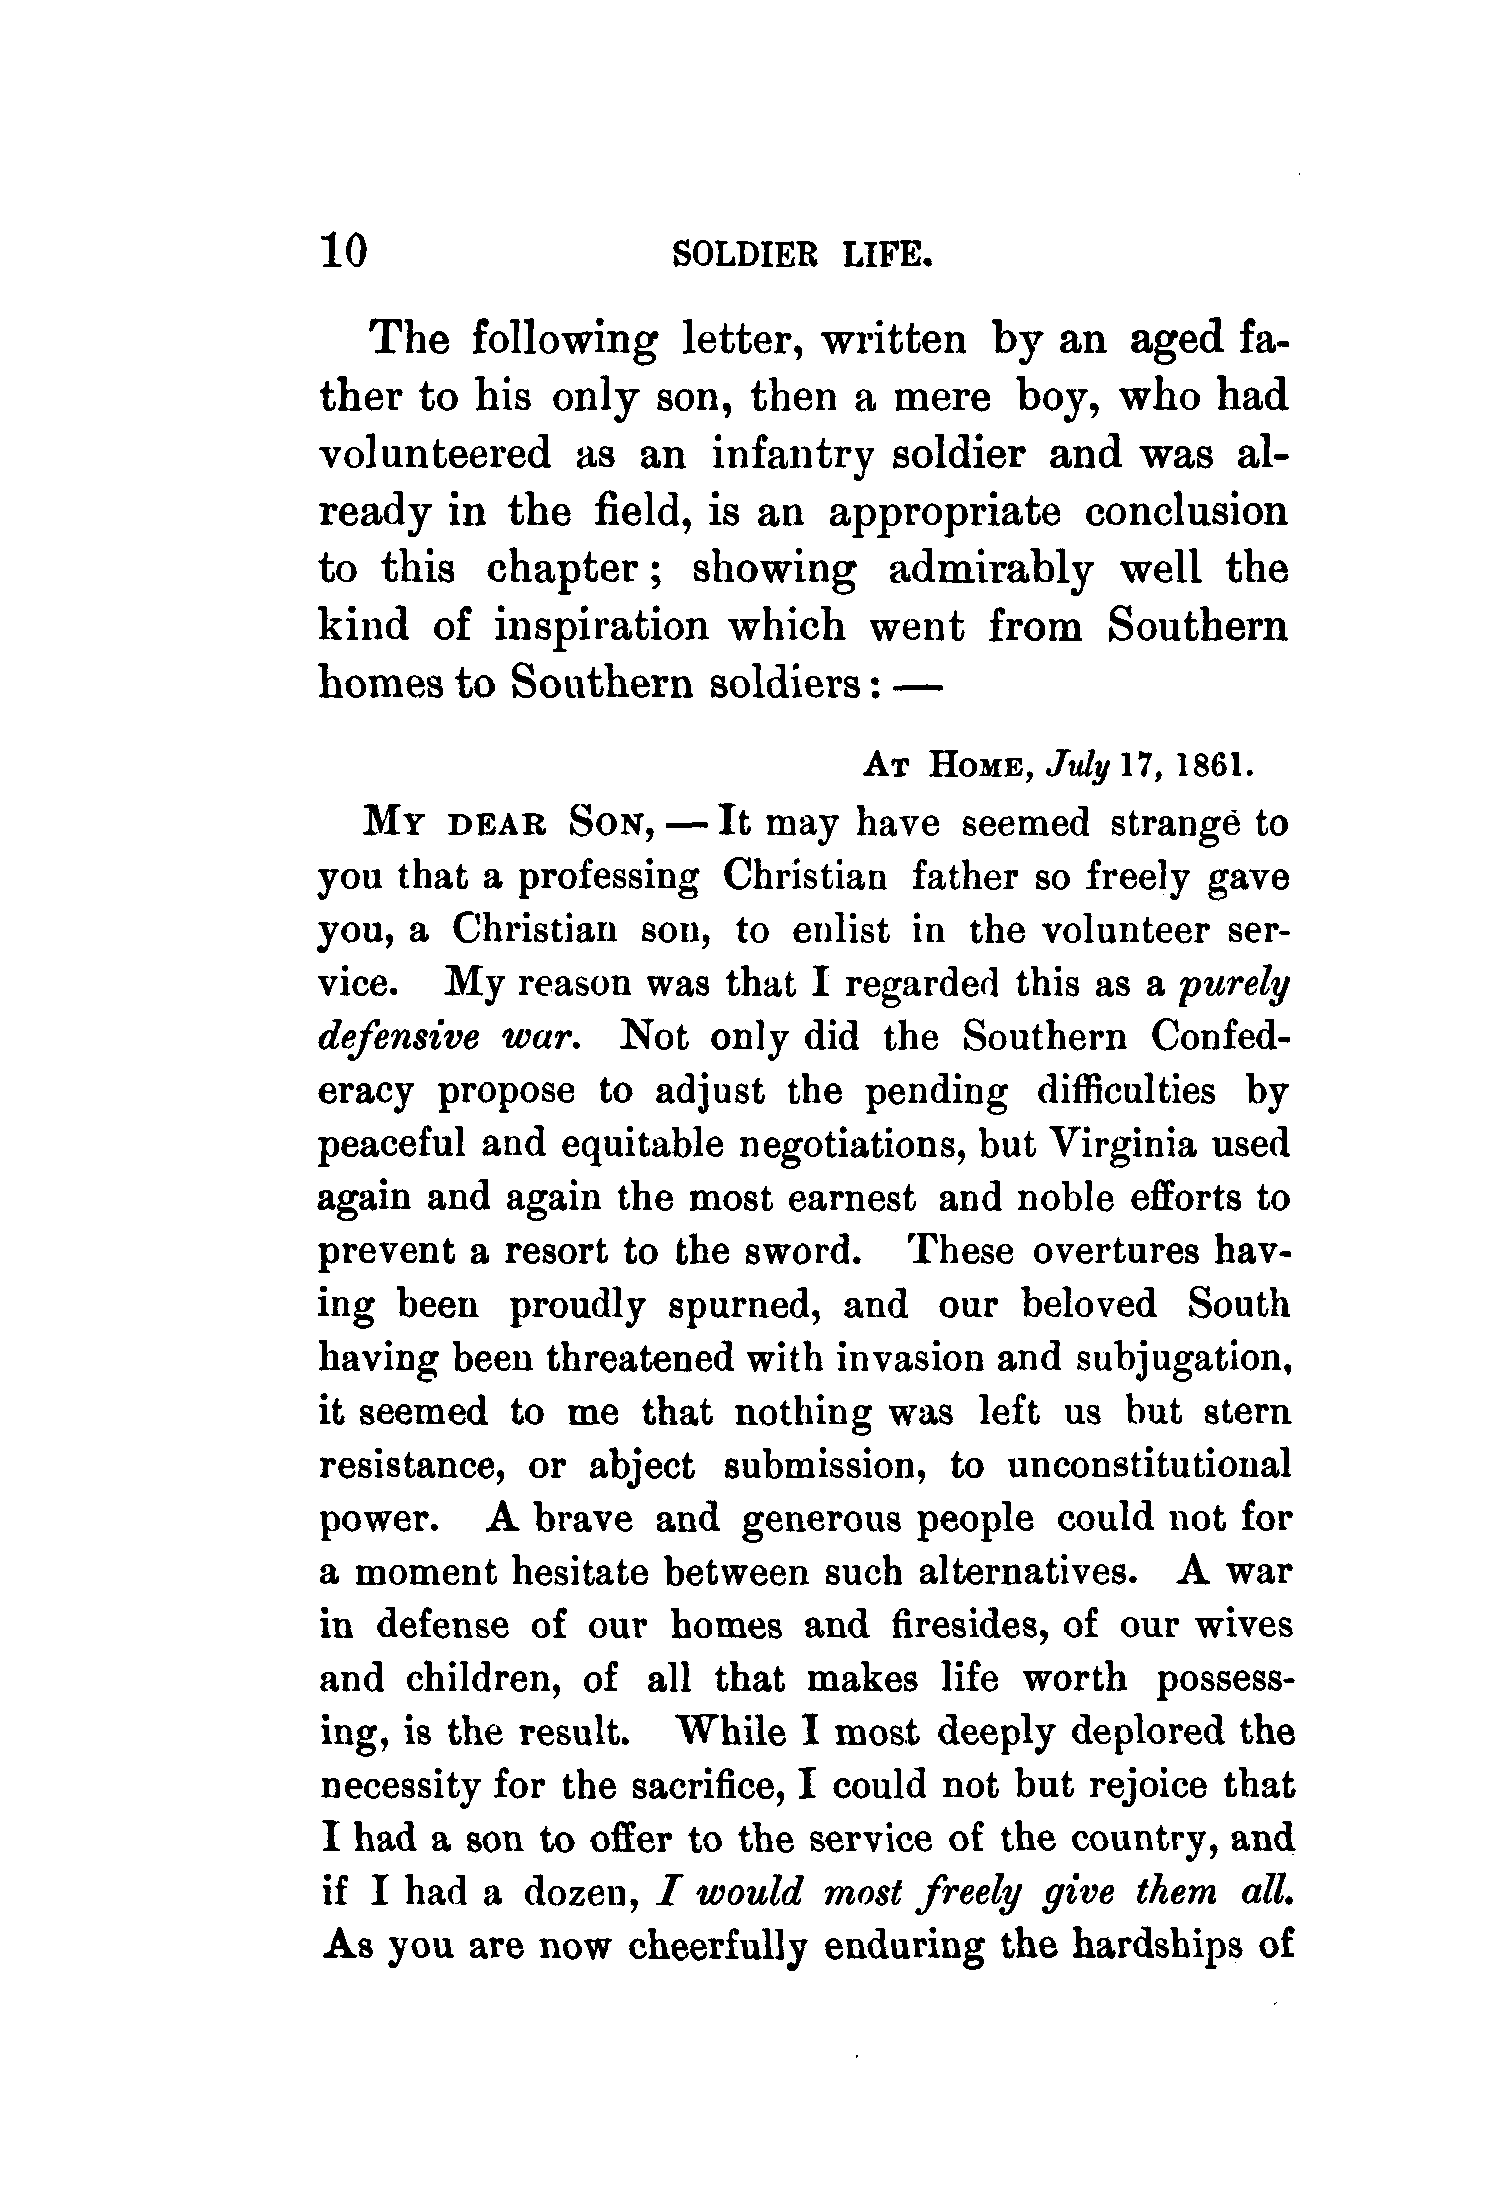 10 SOLDIER LIFE.
The following letter, written by an aged fa-
ther to his only son, then a mere boy, who had
volunteered as an infantry soldier and was al-
ready in the field, is an appropriate conclusion
to this chapter; showing admirably well the
kind of inspiration which went from Southern
homes to Southern soldiers: —
AT HOME, July 17, 1861.
MY DEAR SON, — It may have seemed strange to
you that a professing Christian father so freely gave
you, a Christian son, to enlist in the volunteer ser-
vice. My reason was that I regarded this as a purely
defensive war. Not only did the Southern Confed-
eracy propose to adjust the pending difficulties by
peaceful and equitable negotiations, but Virginia used
again and again the most earnest and noble efforts to
prevent a resort to the sword. These overtures hav-
ing been proudly spurned, and our beloved South
having been threatened with invasion and subjugation,
it seemed to me that nothing was left us but stern
resistance, or abject submission, to unconstitutional
power. A brave and generous people could not for
a moment hesitate between such alternatives. A war
in defense of our homes and firesides, of our wives
and children, of all that makes life worth possess-
ing, is the result. While I most deeply deplored the
necessity for the sacrifice, I could not but rejoice that
I had a son to offer to the service of the country, and
if I had a dozen, I would most freely give them all.
As you are now cheerfully enduring the hardships of